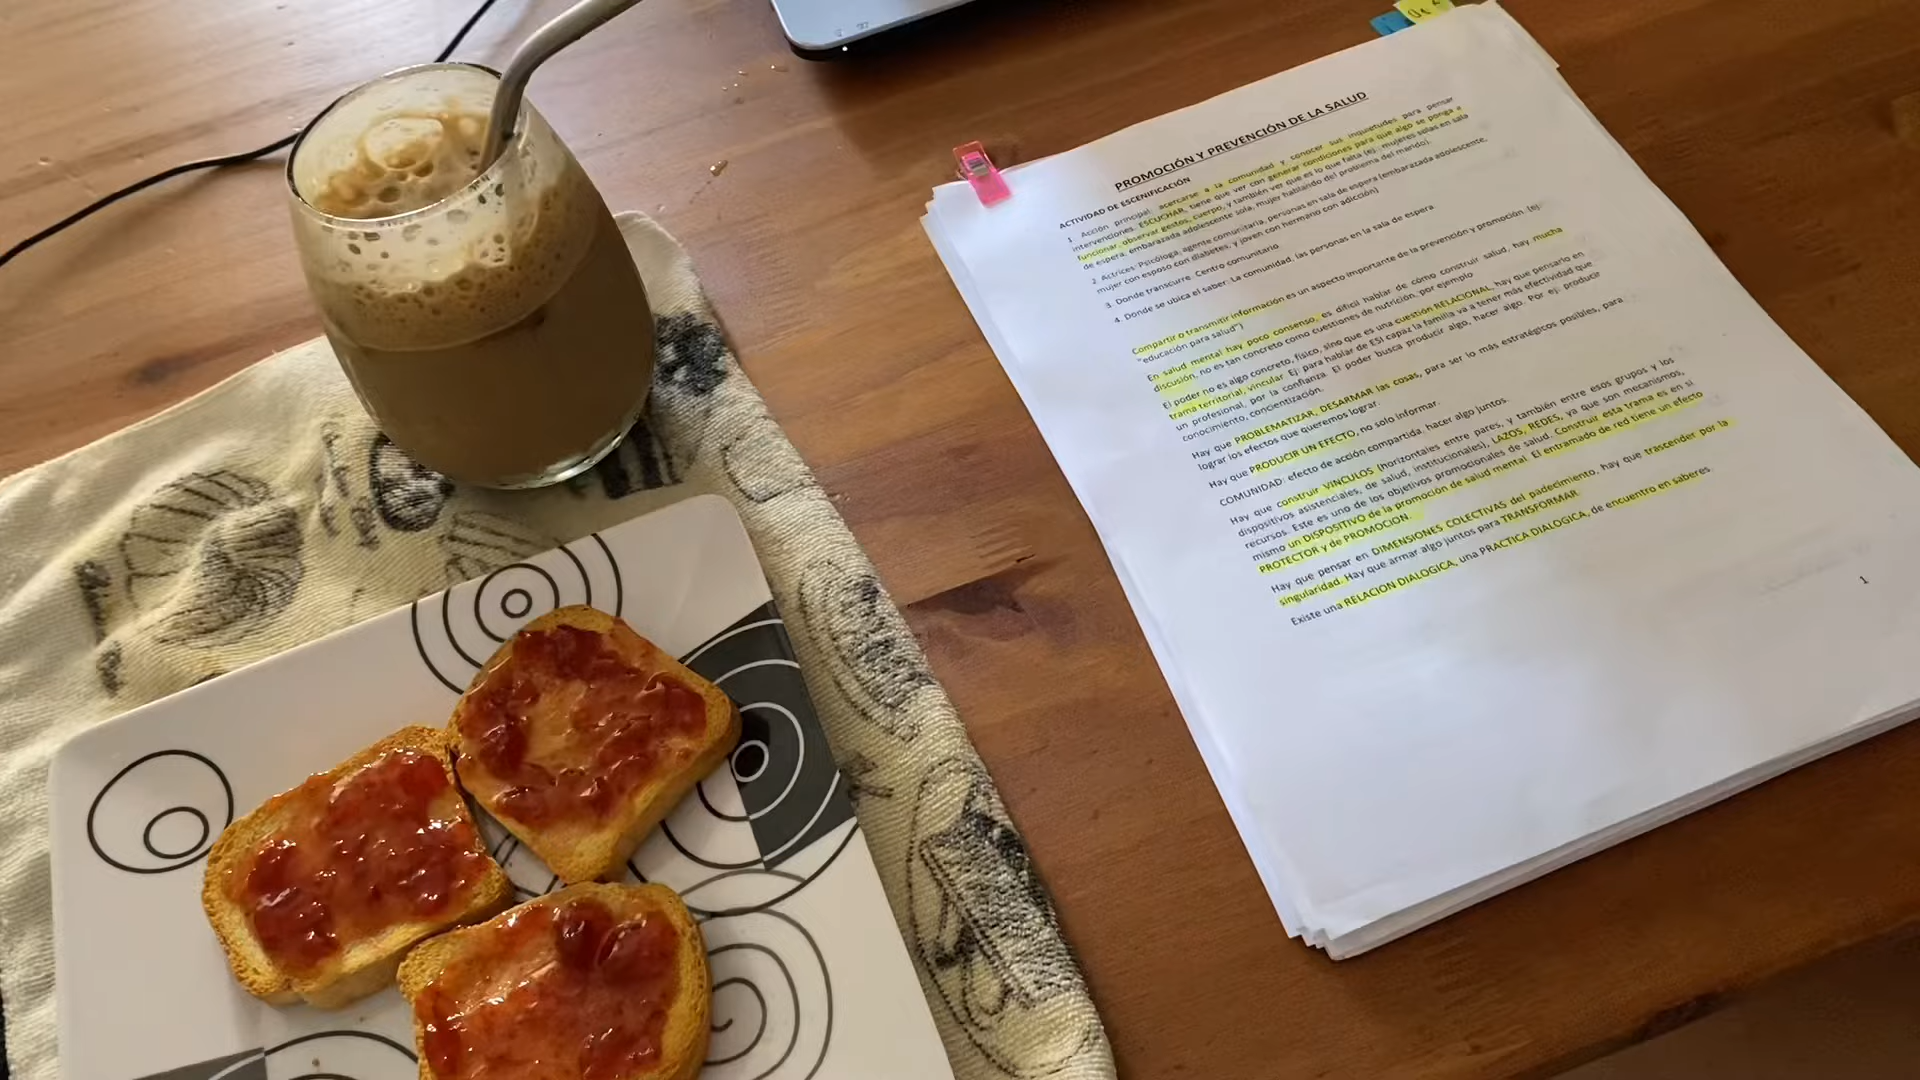 PROMOCIÓN Y PREVENCIÓN DE LA SALUD
ACTIVIDAD DE ESCENIFICACIÓN
1 Acción principal: acercarse a la comunidad y conocer sus inquietudes para pensar
intervenciones. ESCUCHAR, tiene que ver con generar condiciones para que algo se ponga a
funcionar, observar gestos, cuerpo, y también ver que es lo que falta (ej. mujeres solas en sala
de espera, embarazada adolescente sola, mujer hablando del problema del marido).
2 Actrices: Psicóloga, agente comunitaria, personas en sala de espera (embarazada adolescente,
mujer con esposo con diabetes, y joven con hermano con adicción)
3. Donde transcurre. Centro comunitario
4. Donde se ubica el saber: La comunidad, las personas en la sala de espera
Compartir o transmitir información es un aspecto importante de la prevención y promoción (ej:
"educación para salud")
En salud mental hay poco consenso, es difícil hablar de cómo construir salud, hay mucha
discusión, no es tan concreto como cuestiones de nutrición, por ejemplo
El poder no es algo concreto, físico, sino que es una cuestión RELACIONAL, hay que pensarlo en
trama territorial, vincular. Ej: para hablar de ESI capaz la familia va a tener más efectividad que
un profesional, por la confianza. El poder busca producir algo, hacer algo. Por ej: producir
conocimiento, concientización.
Hay que PROBLEMATIZAR, DESARMAR las cosas, para ser lo más estratégicos posibles, para
lograr los efectos que queremos lograr.
Hay que PRODUCIR UN EFECTO, no solo informar.
COMUNIDAD: efecto de acción compartida, hacer algo juntos.
Hay que construir VINCULOS (horizontales entre pares, y también entre esos grupos y los
dispositivos asistenciales, de salud, institucionales), LAZOS, REDES, ya que son mecanismos,
recursos. Este es uno de los objetivos promocionales de salud. Construir esta trama es en si
mismo un DISPOSITIVO de la promoción de salud mental. El entramado de red tiene un efecto
PROTECTOR y de PROMOCION.
Hay que pensar en DIMENSIONES COLECTIVAS del padecimiento, hay que trascender por la
singularidad. Hay que armar algo juntos para TRANSFORMAR
Existe una RELACION DIALOGICA, una PRACTICA DIALOGICA, de encuentro en saberes.
1